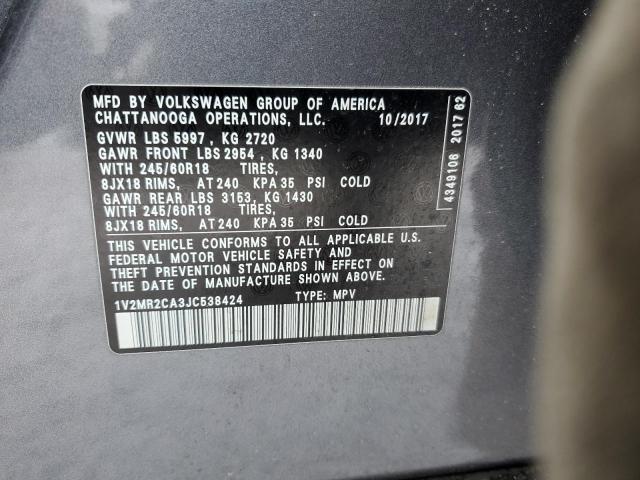 MFD BY VOLKSWAGEN GROUP OF AMERICA
CHATTANOOGA OPERATIONS, LLC. 10/2017
GVWR LBS 5997 , KG 2720
GAWR FRONT LBS 2954 , KG 1340
WITH 245/60R18 TIRES,
8JX18 RIMS, AT 240 KPA 35 PSI COLD
GAWR REAR LBS 3153, KG 1430
WITH 245/60R18 TIRES,
8JX18 RIMS, AT 240 KPA 35 PSI COLD
THIS VEHICLE CONFORMS TO ALL APPLICABLE U.S.
FEDERAL MOTOR VEHICLE SAFETY AND
THEFT PREVENTION STANDARDS IN EFFECT ON
THE DATE OF MANUFACTURE SHOWN ABOVE.
1V2MR2CA3JC538424 TYPE: MPV
4349108 2017 62